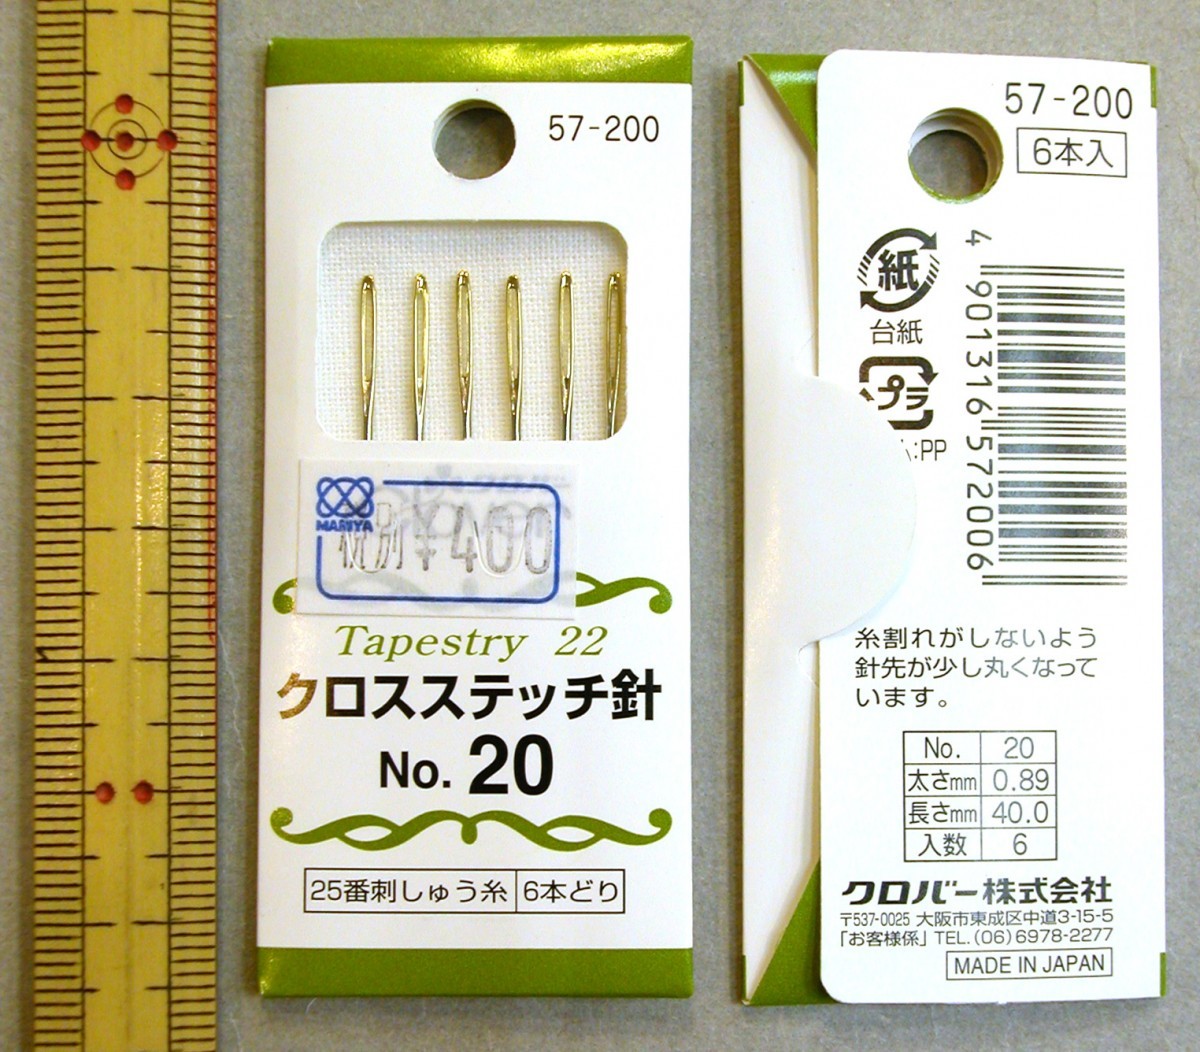 57-200
MARIYA
税別 ¥400
Tapestry 22
クロスステッチ針
No. 20
25番刺しゅう糸 6本どり
57-200
6本入
紙
台紙
プラ
:PP
4 901316 572006
糸割れがしないよう
針先が少し丸くなって
います。
No. 20
太さmm 0.89
長さmm 40.0
入数 6
クロバー株式会社
〒537-0025 大阪市東成区中道3-15-5
「お客様係」TEL.(06)6978-2277
MADE IN JAPAN